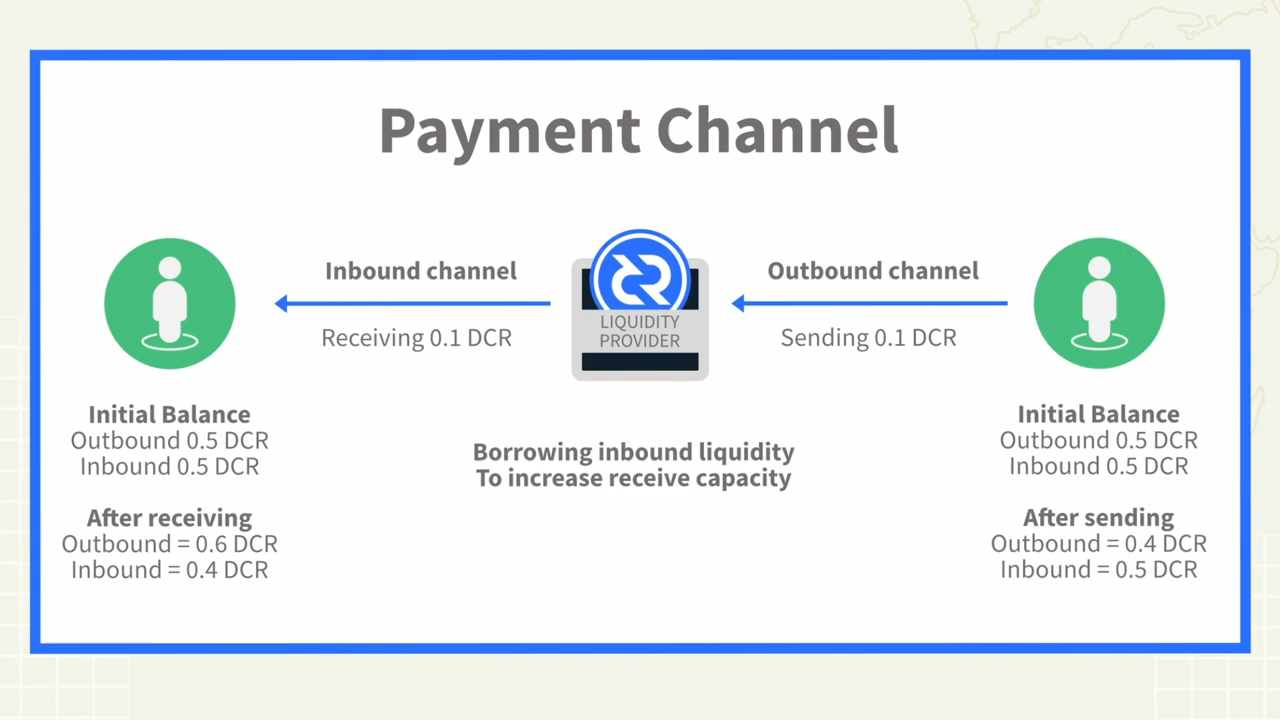 Payment Channel
Inbound channel
Receiving 0.1 DCR
LIQUIDITY
PROVIDER
Outbound channel
Sending 0.1 DCR
Initial Balance
Outbound 0.5 DCR
Inbound 0.5 DCR
After receiving
Outbound = 0.6 DCR
Inbound = 0.4 DCR
Borrowing inbound liquidity
To increase receive capacity
Initial Balance
Outbound 0.5 DCR
Inbound 0.5 DCR
After sending
Outbound = 0.4 DCR
Inbound = 0.5 DCR